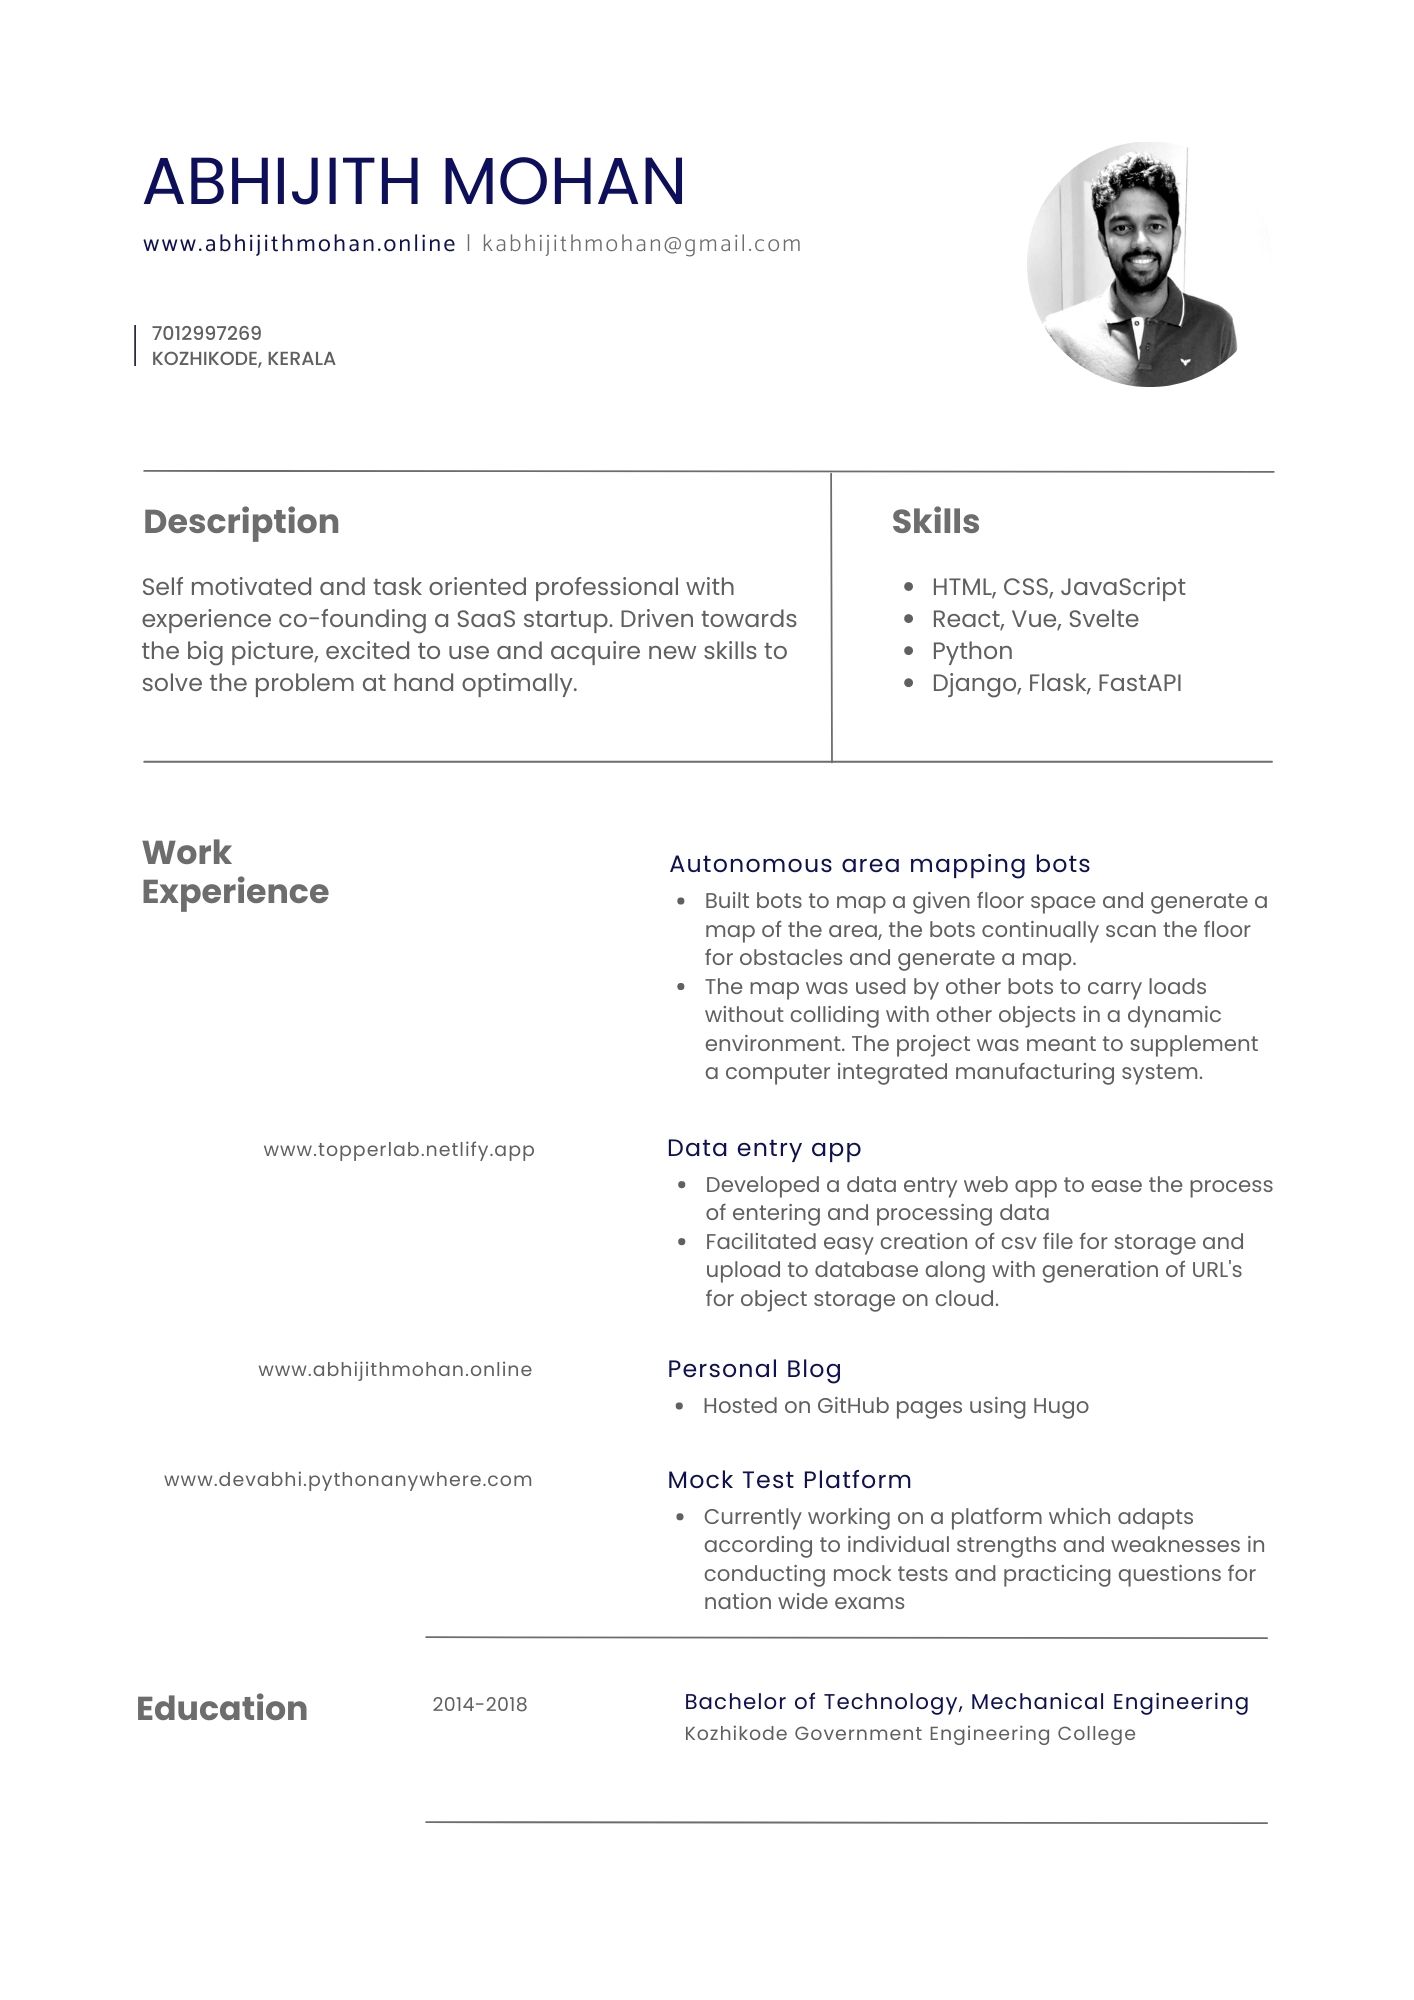 ABHIJITH MOHAN
www.abhijithmohan.online | kabhijithmohan@gmail.com
7012997269
KOZHIKODE, KERALA
Description
Self motivated and task oriented professional with
experience co-founding a SaaS startup. Driven towards
the big picture, excited to use and acquire new skills to
solve the problem at hand optimally.
Skills
• HTML, CSS, JavaScript
• React, Vue, Svelte
• Python
• Django, Flask, FastAPI
Work
Experience
Autonomous area mapping bots
• Built bots to map a given floor space and generate a
map of the area, the bots continually scan the floor
for obstacles and generate a map.
• The map was used by other bots to carry loads
without colliding with other objects in a dynamic
environment. The project was meant to supplement
a computer integrated manufacturing system.
www.topperlab.netlify.app
Data entry app
• Developed a data entry web app to ease the process
of entering and processing data
• Facilitated easy creation of csv file for storage and
upload to database along with generation of URL's
for object storage on cloud.
www.abhijithmohan.online
Personal Blog
• Hosted on GitHub pages using Hugo
www.devabhi.pythonanywhere.com
Mock Test Platform
• Currently working on a platform which adapts
according to individual strengths and weaknesses in
conducting mock tests and practicing questions for
nation wide exams
Education
2014-2018
Bachelor of Technology, Mechanical Engineering
Kozhikode Government Engineering College